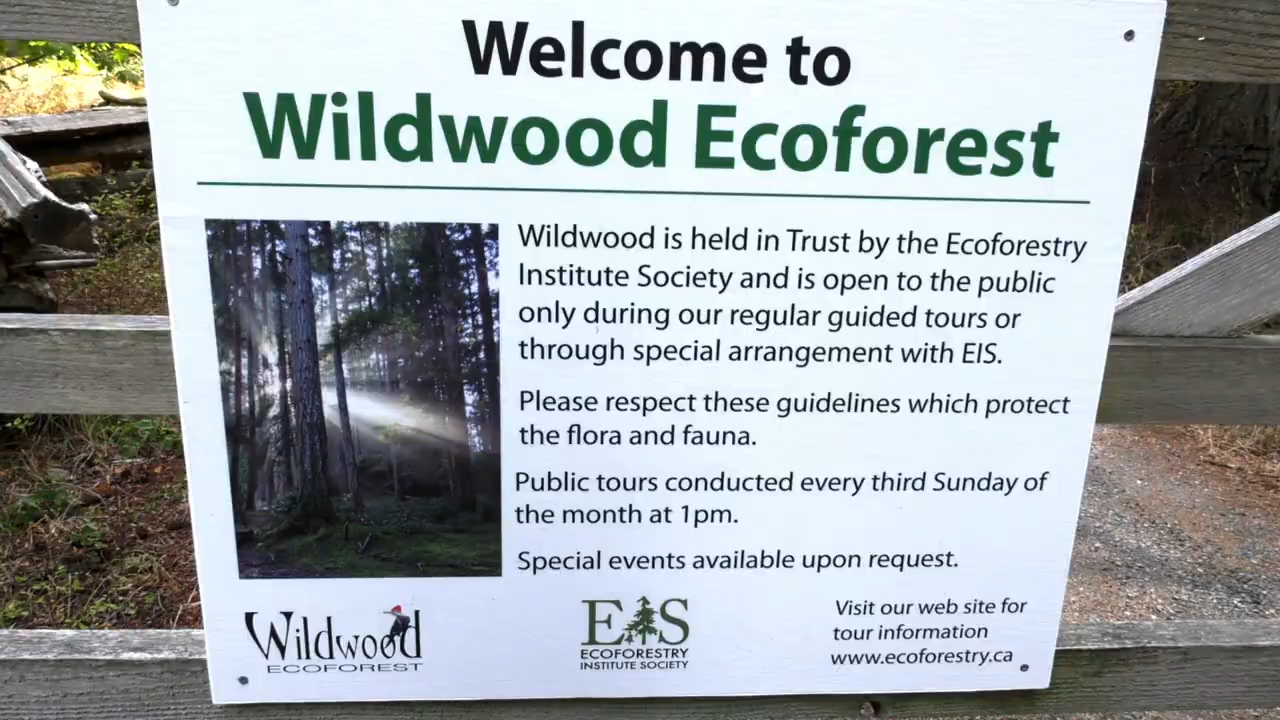 Welcome to
Wildwood Ecoforest
Wildwood is held in Trust by the Ecoforestry
Institute Society and is open to the public
only during our regular guided tours or
through special arrangement with EIS.
Please respect these guidelines which protect
the flora and fauna.
Public tours conducted every third Sunday of
the month at 1pm.
Special events available upon request.
Wildwood
ECOFOREST
EIS
ECOFORESTRY
INSTITUTE SOCIETY
Visit our web site for
tour information
www.ecoforestry.ca